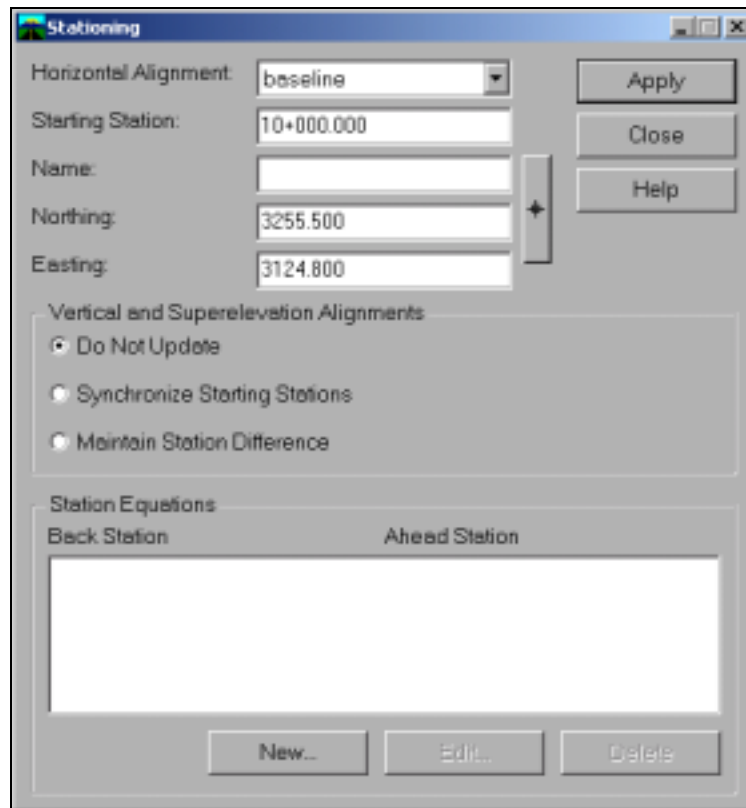 Stationing
Horizontal Alignment: baseline
Apply
Starting Station: 10+000.000
Close
Name:
Help
Northing: 3255.500
Easting: 3124.800
Vertical and Superelevation Alignments
Do Not Update
Synchronize Starting Stations
Maintain Station Difference
Station Equations
Back Station Ahead Station
New... Edit... Delete